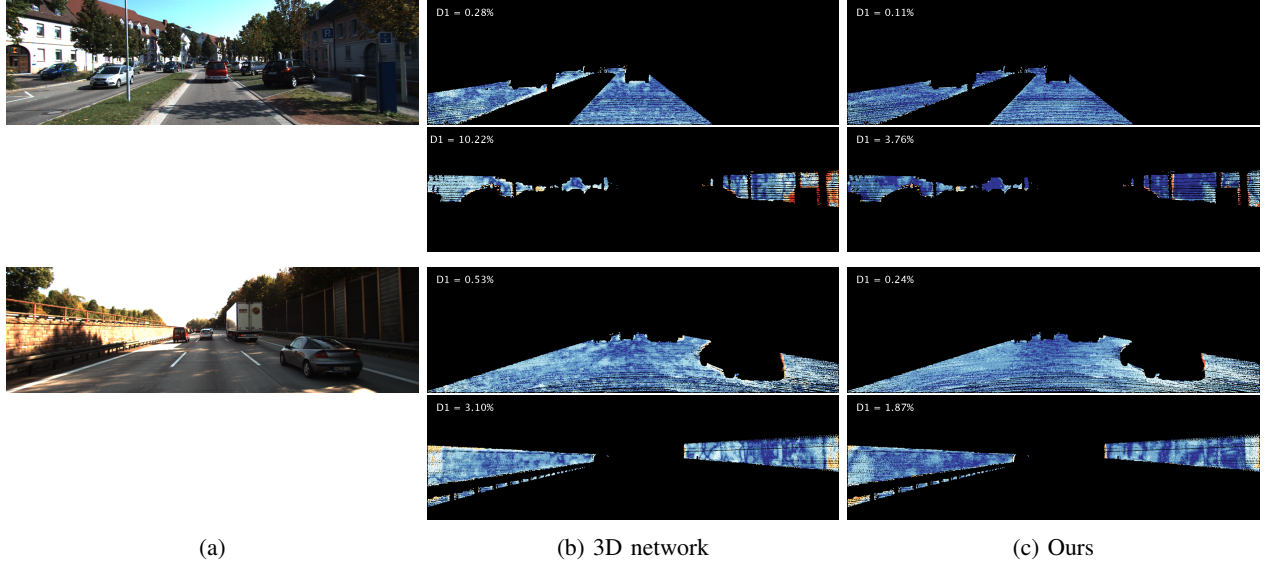 D1 = 0.28%
D1 = 0.11%
D1 = 10.22%
D1 = 3.76%
D1 = 0.53%
D1 = 0.24%
D1 = 3.10%
D1 = 1.87%
(a)
(b) 3D network
(c) Ours